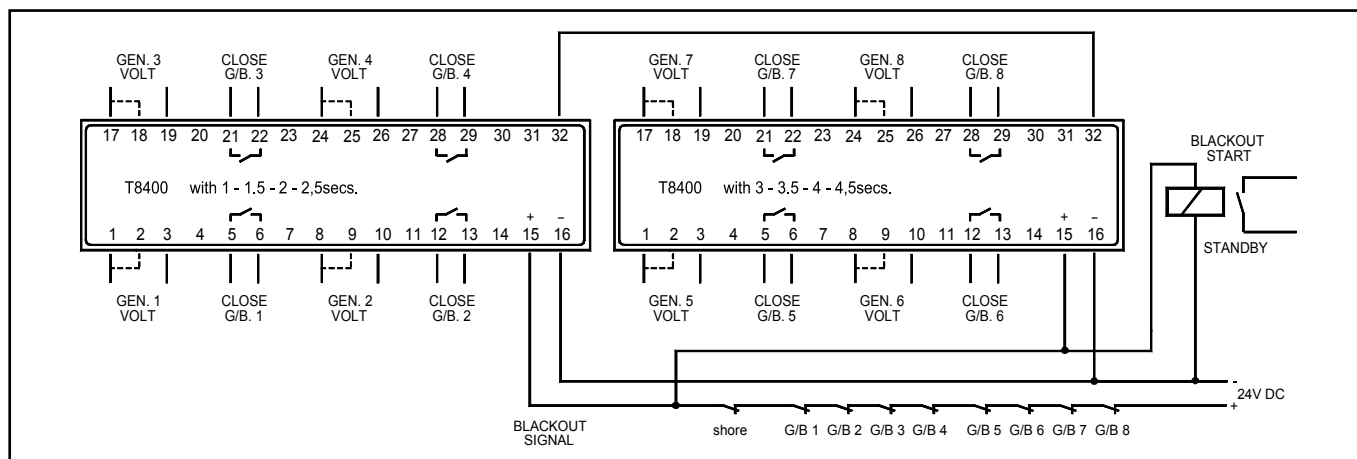 GEN. 3 VOLT
CLOSE G/B. 3
GEN. 4 VOLT
CLOSE G/B. 4
GEN. 7 VOLT
CLOSE G/B. 7
GEN. 8 VOLT
CLOSE G/B. 8
17 18 19 20 21 22 23 24 25 26 27 28 29 30 31 32
17 18 19 20 21 22 23 24 25 26 27 28 29 30 31 32
T8400 with 1 - 1.5 - 2 - 2,5secs.
T8400 with 3 - 3.5 - 4 - 4,5secs.
BLACKOUT START
STANDBY
+ −
+ −
1 2 3 4 5 6 7 8 9 10 11 12 13 14 15 16
1 2 3 4 5 6 7 8 9 10 11 12 13 14 15 16
GEN. 1 VOLT
CLOSE G/B. 1
GEN. 2 VOLT
CLOSE G/B. 2
GEN. 5 VOLT
CLOSE G/B. 5
GEN. 6 VOLT
CLOSE G/B. 6
-
24V DC
+
BLACKOUT SIGNAL
shore G/B 1 G/B 2 G/B 3 G/B 4 G/B 5 G/B 6 G/B 7 G/B 8